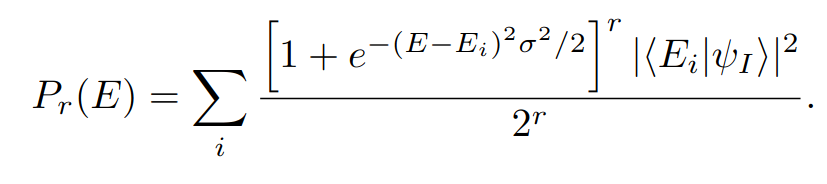 $P_r(E) = \sum_i \frac{\left[1 + e^{-(E-E_i)^2\sigma^2/2}\right]^r |\langle E_i|\psi_I\rangle|^2}{2^r}.$